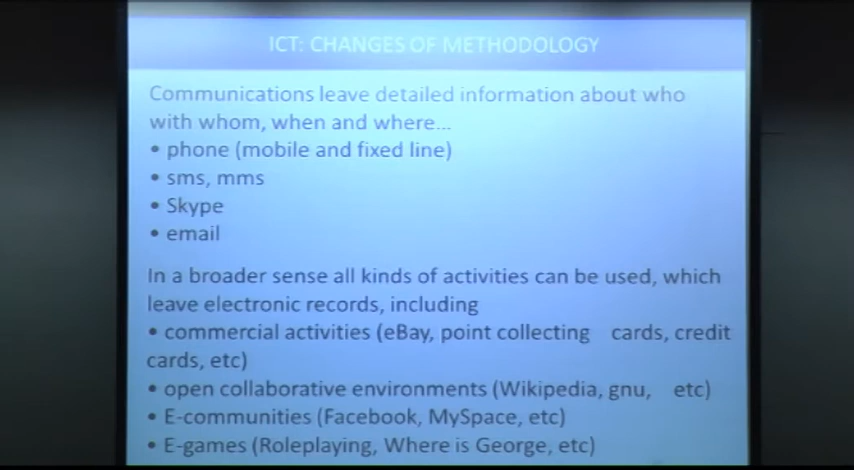 ICT: CHANGES OF METHODOLOGY
Communications leave detailed information about who
with whom, when and where...
• phone (mobile and fixed line)
• sms, mms
• Skype
• email
In a broader sense all kinds of activities can be used, which
leave electronic records, including
• commercial activities (eBay, point collecting cards, credit
cards, etc)
• open collaborative environments (Wikipedia, gnu, etc)
• E-communities (Facebook, MySpace, etc)
• E-games (Roleplaying, Where is George, etc)